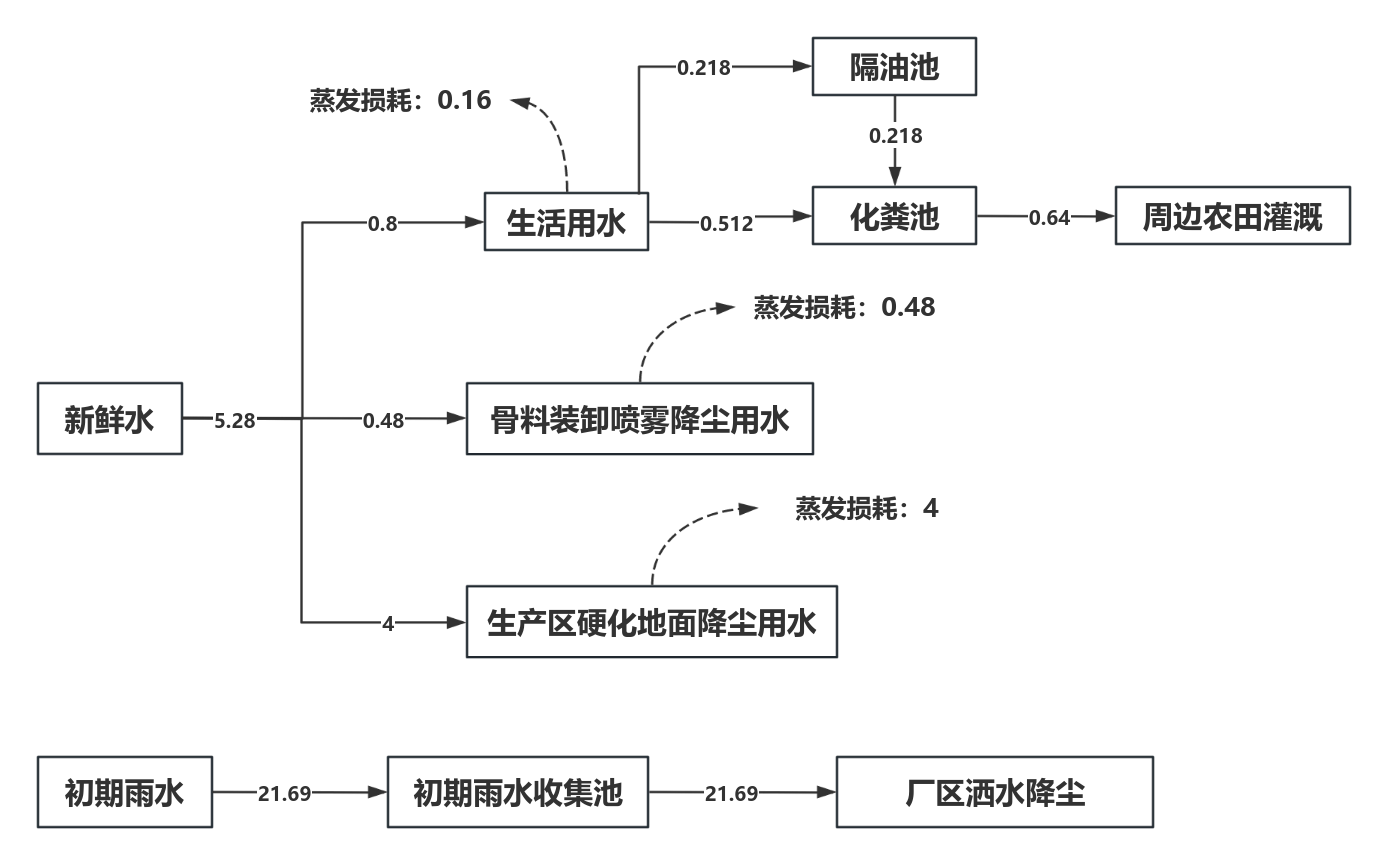 隔油池
0.218
蒸发损耗：0.16
0.218
生活用水
0.8
0.512
化粪池
0.64
周边农田灌溉
蒸发损耗：0.48
新鲜水
5.28
0.48
骨料装卸喷雾降尘用水
蒸发损耗：4
4
生产区硬化地面降尘用水
初期雨水
21.69
初期雨水收集池
21.69
厂区洒水降尘